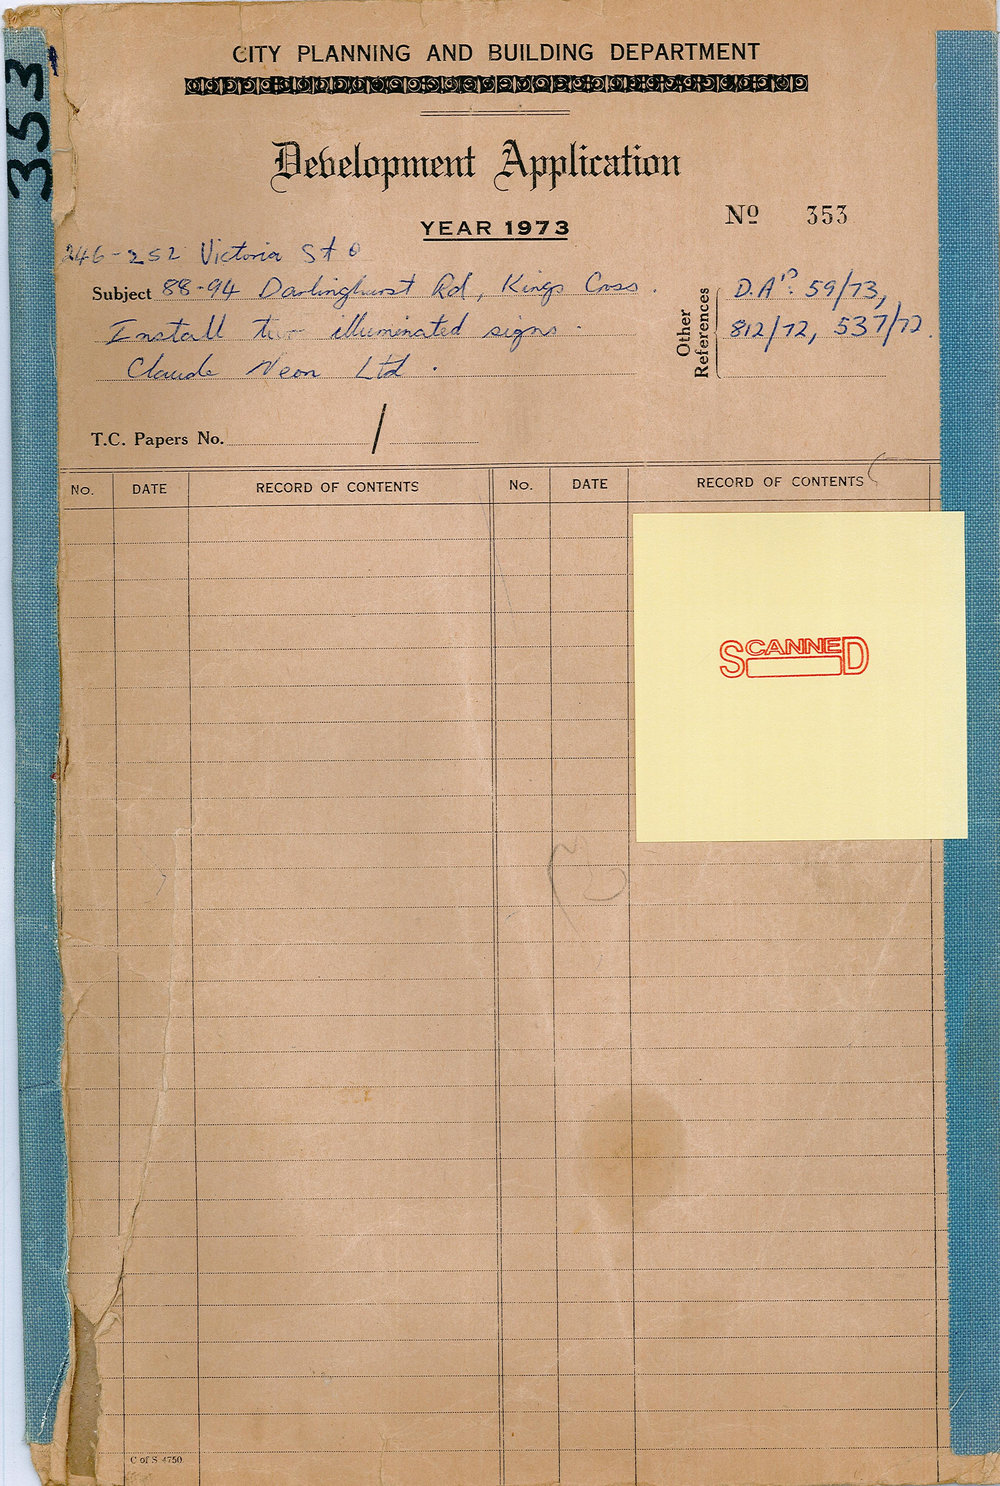 353
CITY PLANNING AND BUILDING DEPARTMENT
Development Application
YEAR 1973
No 353
246-252 Victoria St &
Subject 88-94 Darlinghurst Rd, Kings Cross.
Install two illuminated signs.
Claude Neon Ltd.
Other References
D.A's: 59/73,
812/72, 537/72.
T.C. Papers No. /
No. DATE RECORD OF CONTENTS No. DATE RECORD OF CONTENTS
SCANNED
C of S 4750